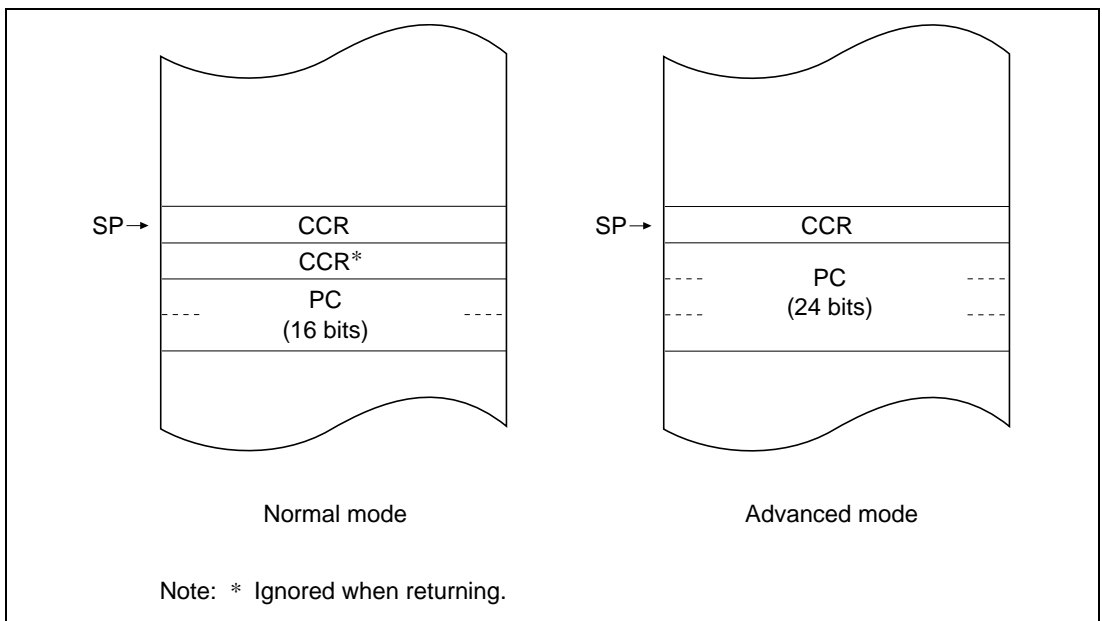 SP→ CCR
CCR*
PC
(16 bits)
Normal mode
SP→ CCR
PC
(24 bits)
Advanced mode
Note: * Ignored when returning.